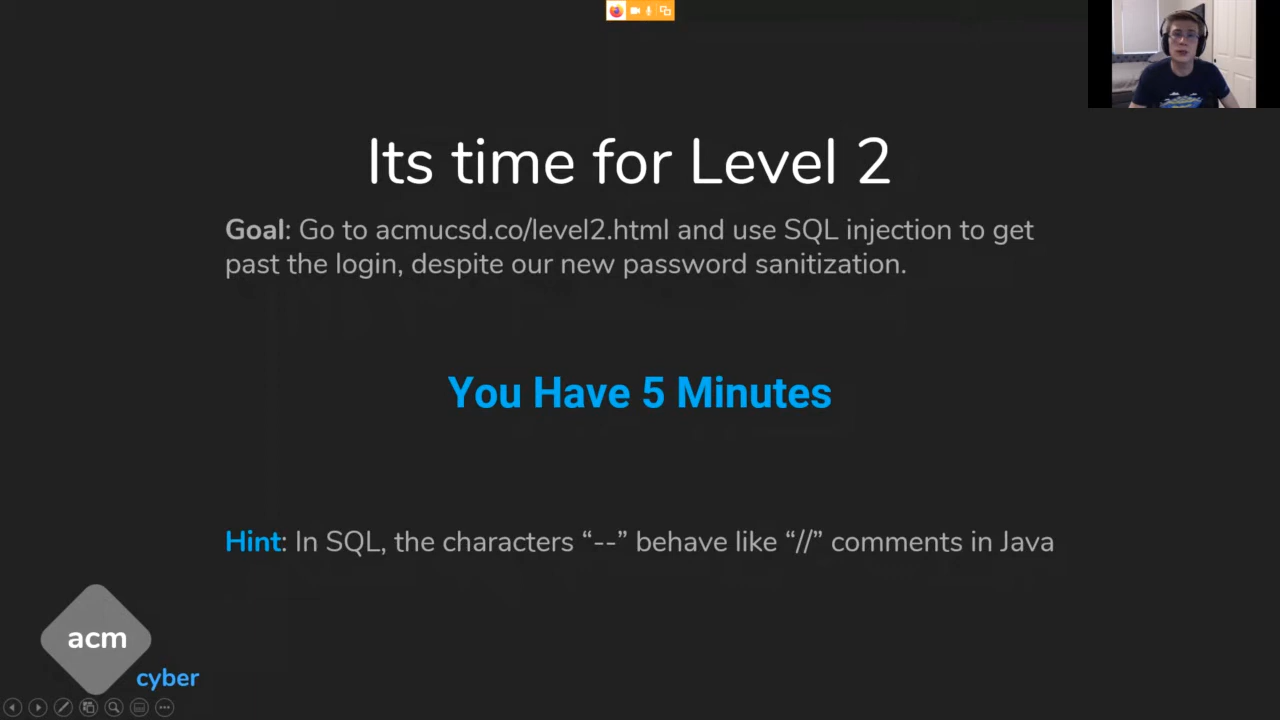 Its time for Level 2
Goal: Go to acmucsd.co/level2.html and use SQL injection to get
past the login, despite our new password sanitization.
You Have 5 Minutes
Hint: In SQL, the characters “--” behave like “//” comments in Java
acm
cyber